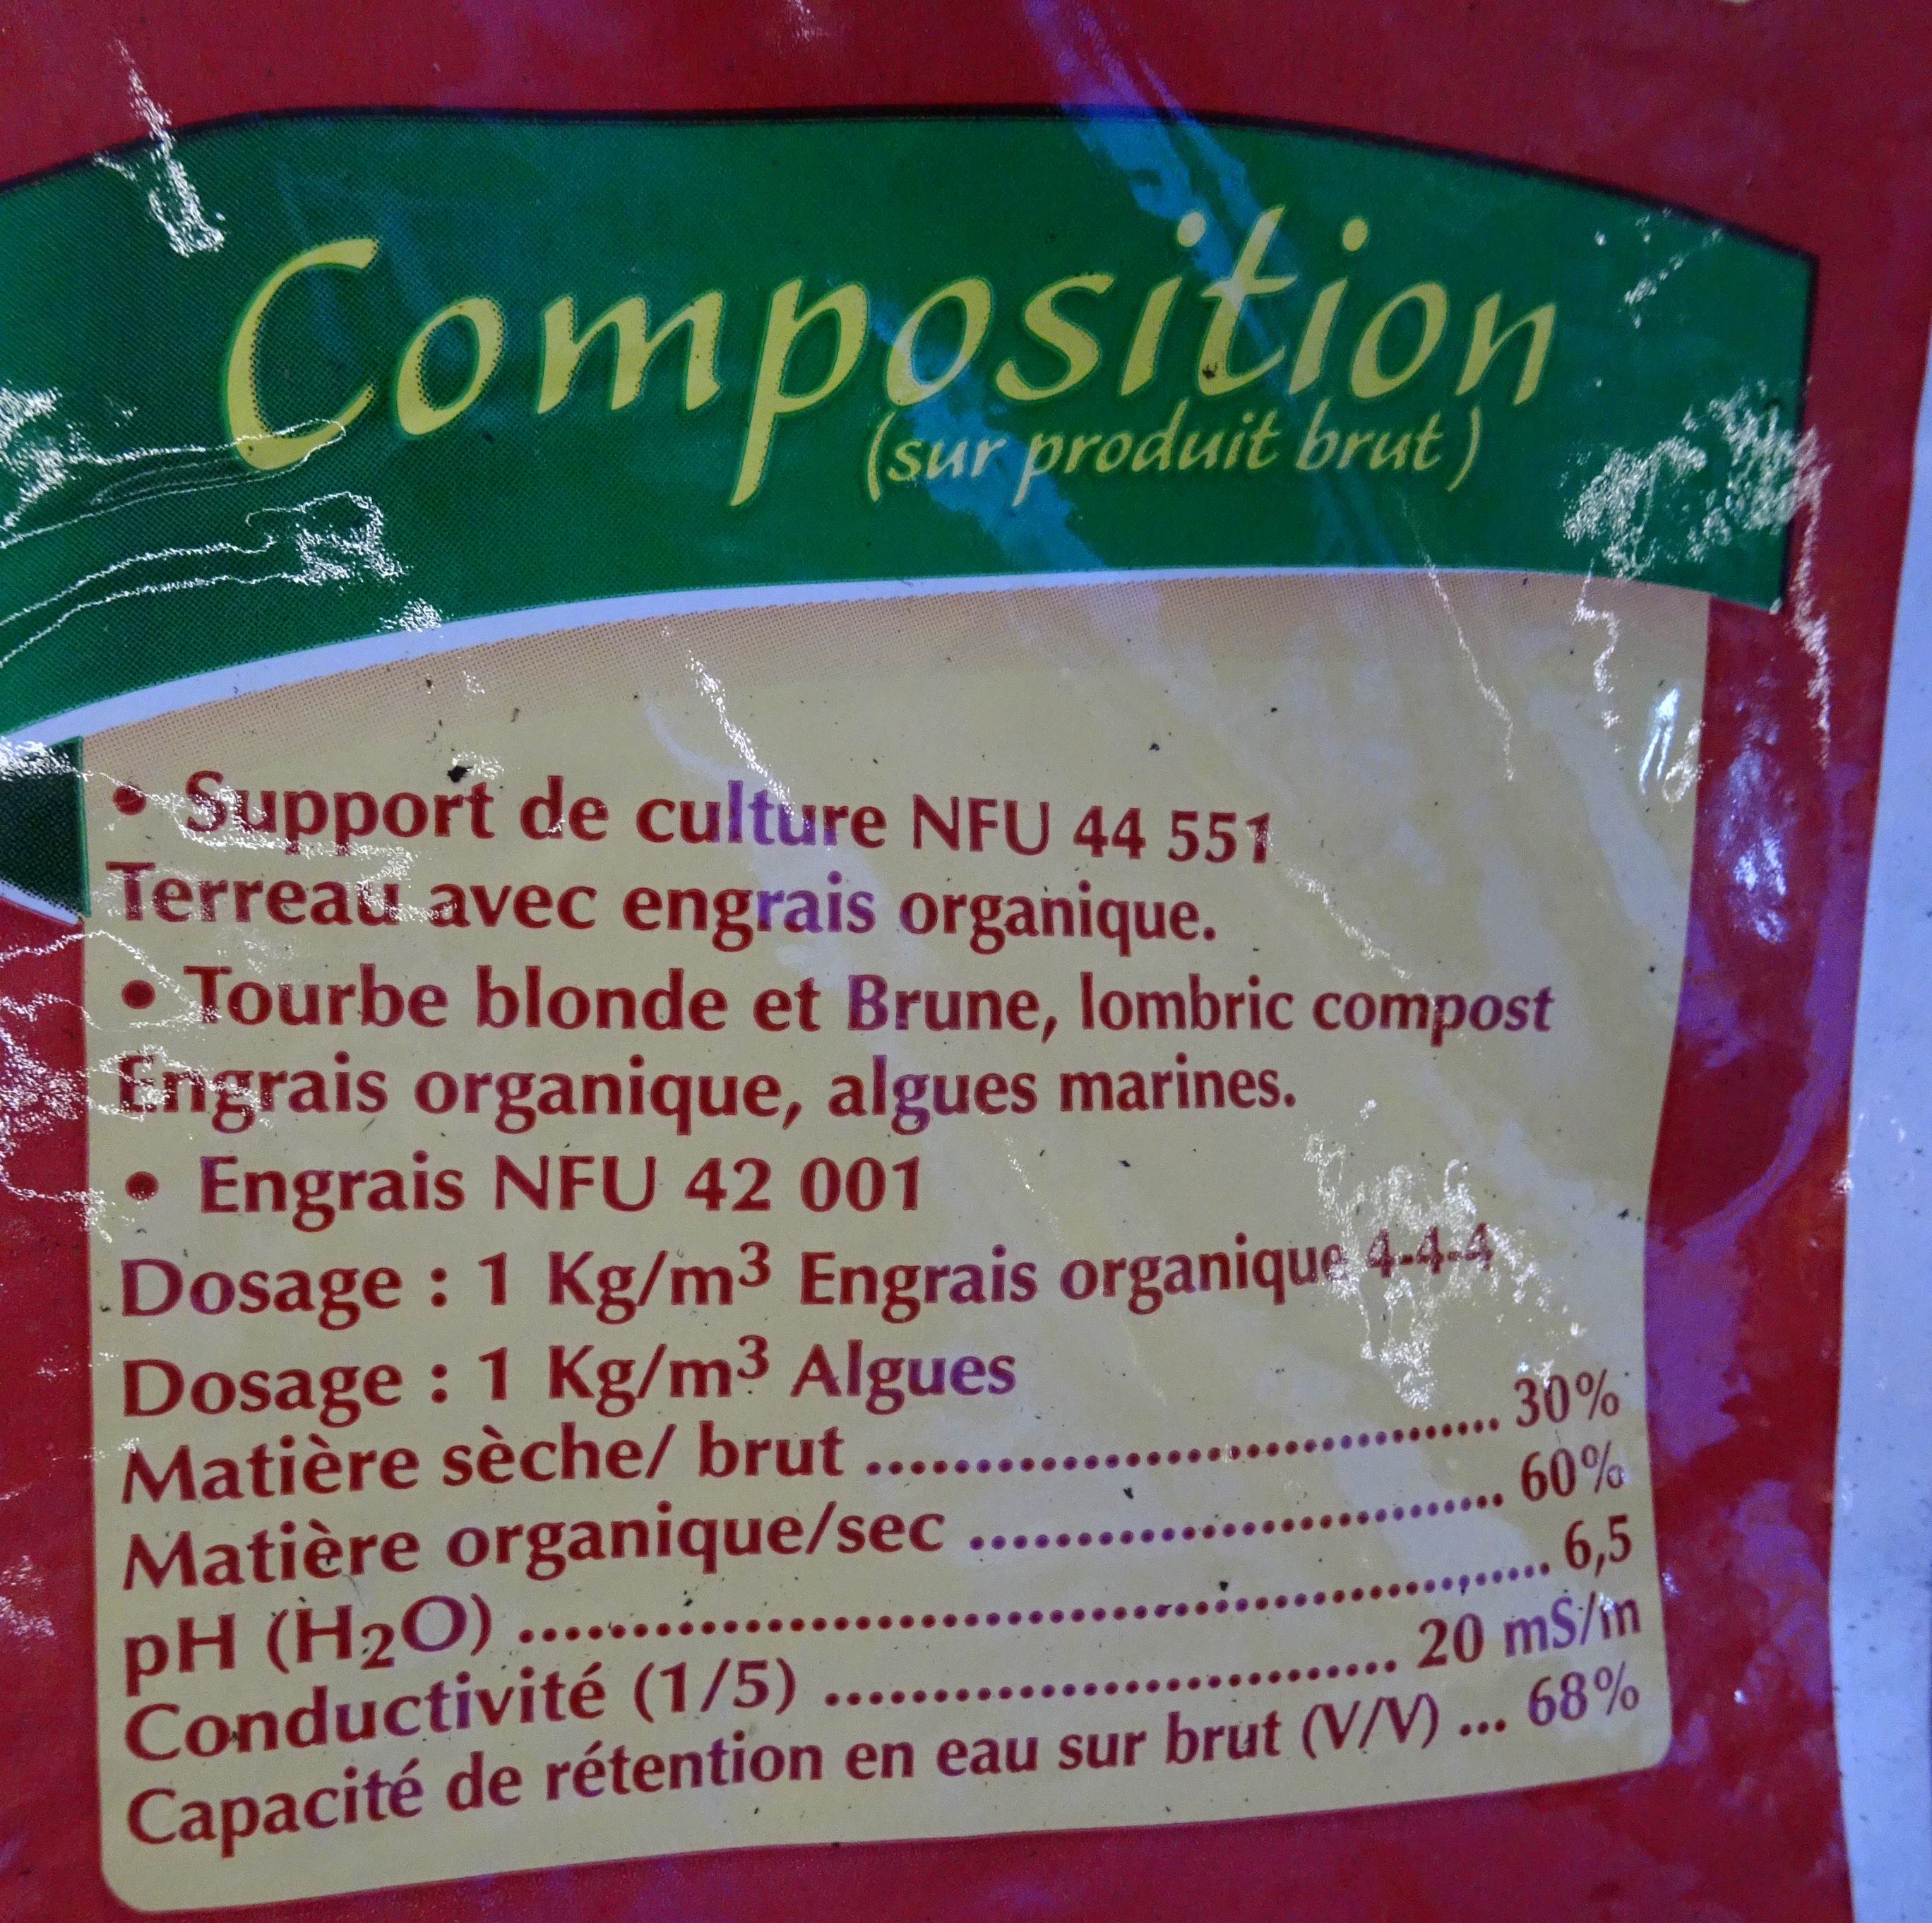 Composition
(sur produit brut)
• Support de culture NFU 44 551
Terreau avec engrais organique.
• Tourbe blonde et Brune, lombric compost
Engrais organique, algues marines.
• Engrais NFU 42 001
Dosage : 1 Kg/m³ Engrais organique 4-4-4
Dosage : 1 Kg/m³ Algues
Matière sèche/ brut ........................................ 30%
Matière organique/sec .................................. 60%
pH (H₂O) ................................................................ 6,5
Conductivité (1/5) .................................... 20 mS/m
Capacité de rétention en eau sur brut (V/V) ... 68%